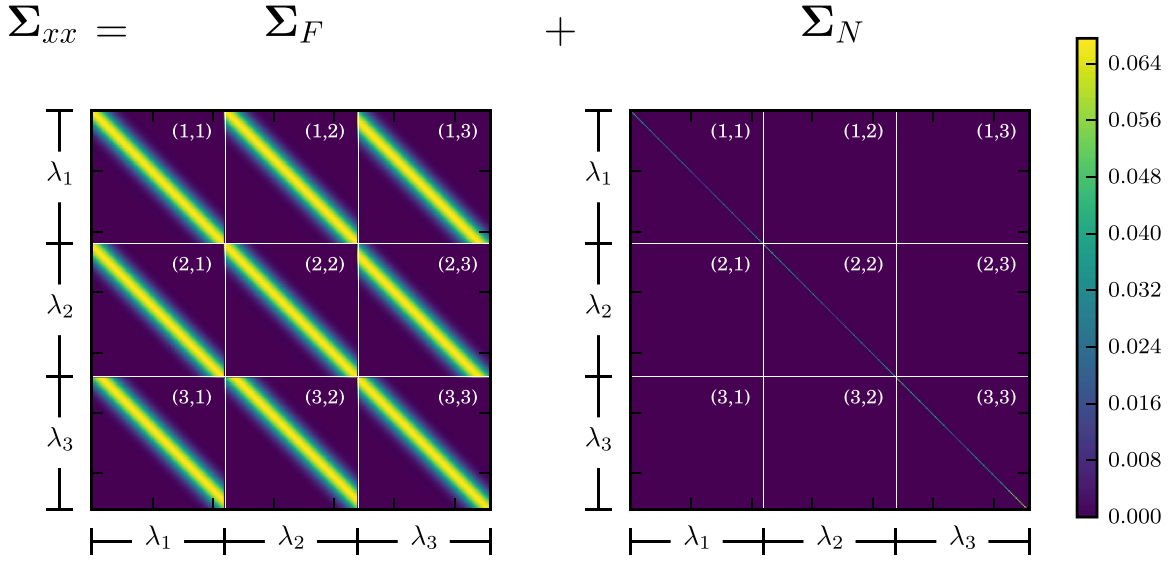 Σxx = ΣF + ΣN
(1,1) (1,2) (1,3) (1,1) (1,2) (1,3) 0.064
0.056
λ1 λ1
0.048
(2,1) (2,2) (2,3) (2,1) (2,2) (2,3) 0.040
λ2 λ2 0.032
0.024
(3,1) (3,2) (3,3) (3,1) (3,2) (3,3) 0.016
λ3 λ3
0.008
0.000
λ1 λ2 λ3 λ1 λ2 λ3